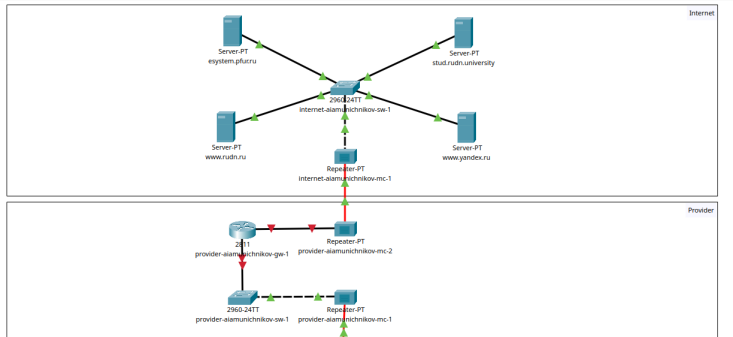 Internet
Server-PT
esystem.pfur.ru
Server-PT
stud.rudn.university
2960-24TT
internet-aiamunichnikov-sw-1
Server-PT
www.rudn.ru
Server-PT
www.yandex.ru
Repeater-PT
internet-aiamunichnikov-mc-1
Provider
2811
provider-aiamunichnikov-gw-1
Repeater-PT
provider-aiamunichnikov-mc-2
2960-24TT
provider-aiamunichnikov-sw-1
Repeater-PT
provider-aiamunichnikov-mc-1